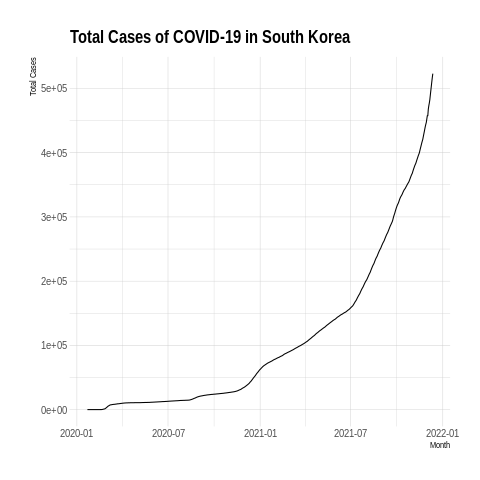 Total Cases of COVID-19 in South Korea
Total Cases
5e+05
4e+05
3e+05
2e+05
1e+05
0e+00
2020-01 2020-07 2021-01 2021-07 2022-01
Month